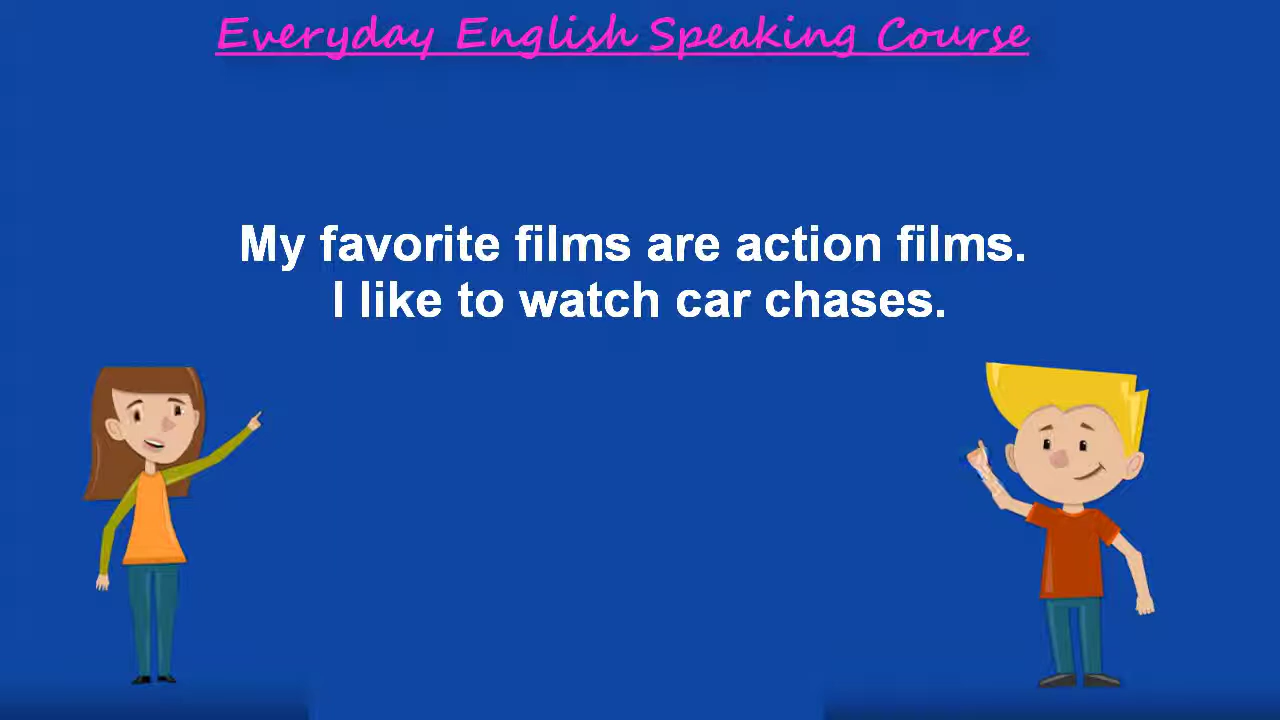 Everyday English Speaking Course
My favorite films are action films.
I like to watch car chases.